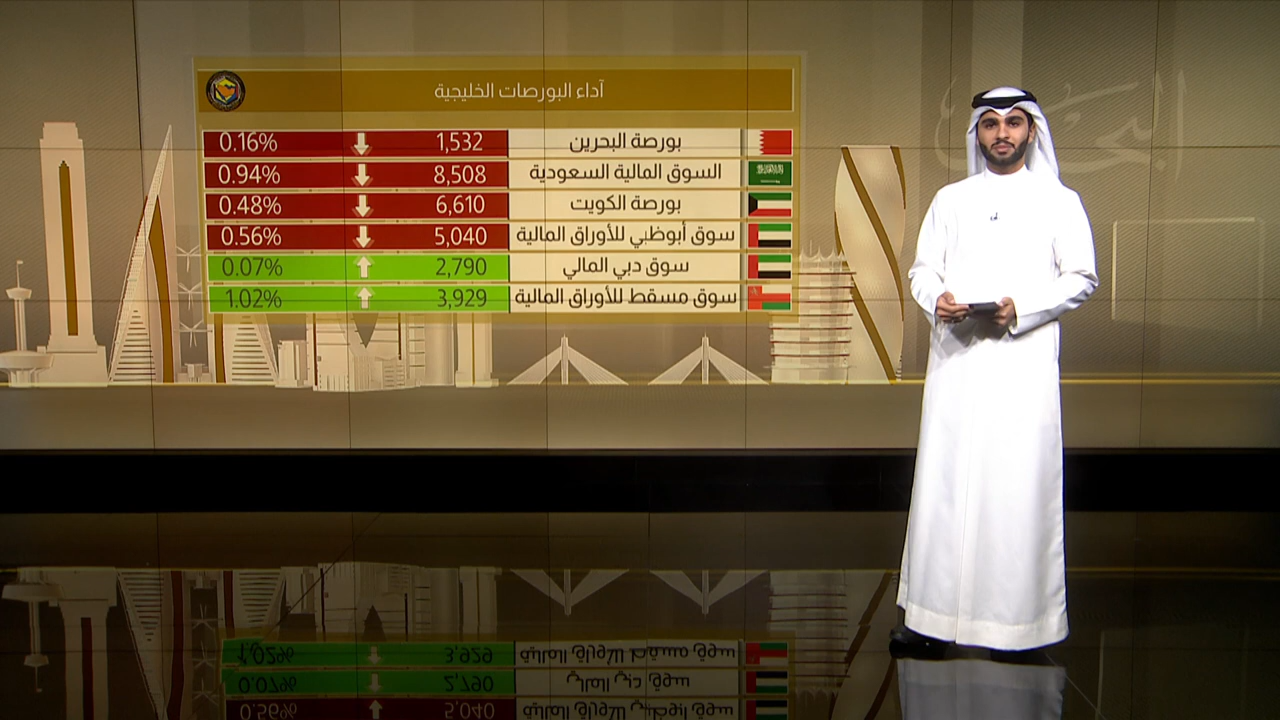 آداء البورصات الخليجية
بورصة البحرين 1,532 0.16%
السوق المالية السعودية 8,508 0.94%
بورصة الكويت 6,610 0.48%
سوق أبوظبي للأوراق المالية 5,040 0.56%
سوق دبي المالي 2,790 0.07%
سوق مسقط للأوراق المالية 3,929 1.02%